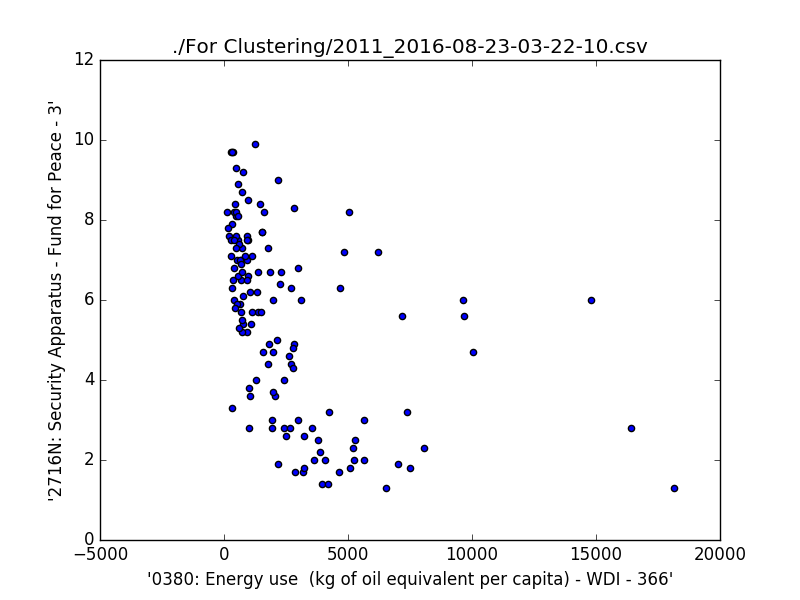 ./For Clustering/2011_2016-08-23-03-22-10.csv
12
10
8
6
4
2
0
'2716N: Security Apparatus - Fund for Peace - 3'
−5000 0 5000 10000 15000 20000
'0380: Energy use  (kg of oil equivalent per capita) - WDI - 366'